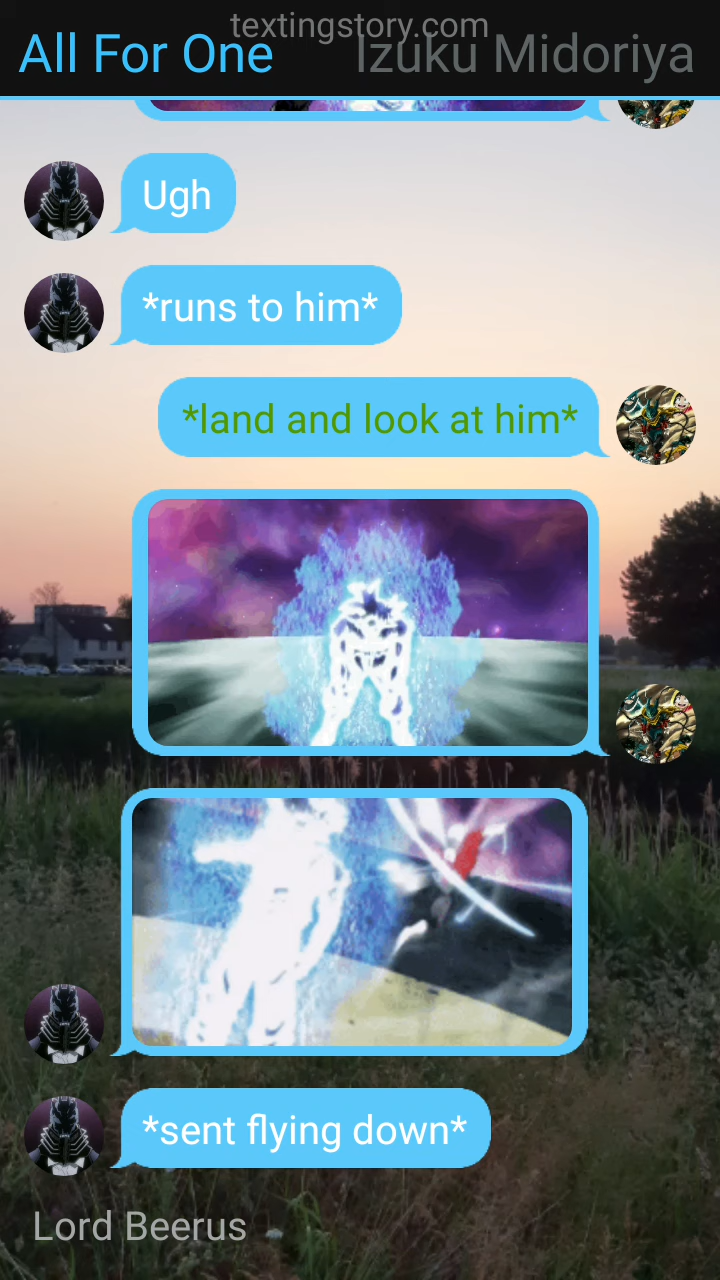 textingstory.com
All For One
Izuku Midoriya
Ugh
*runs to him*
*land and look at him*
*sent flying down*
Lord Beerus